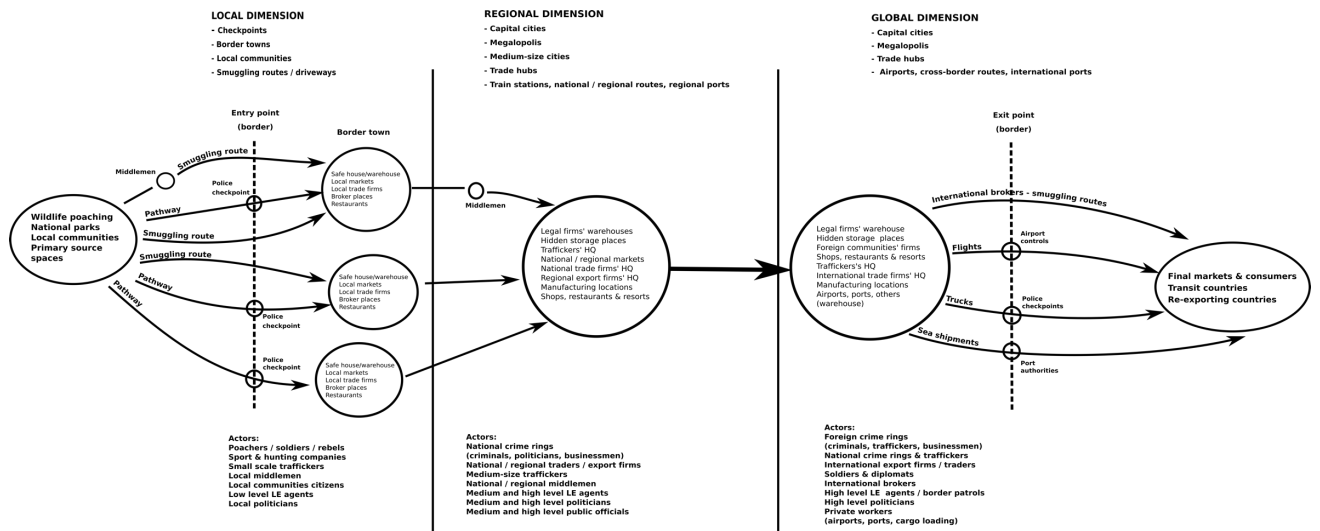 LOCAL DIMENSION
- Checkpoints
- Border towns
- Local communities
- Smuggling routes / driveways
REGIONAL DIMENSION
- Capital cities
- Megalopolis
- Medium-size cities
- Trade hubs
- Train stations, national / regional routes, regional ports
GLOBAL DIMENSION
- Capital cities
- Megalopolis
- Trade hubs
- Airports, cross-border routes, international ports
Entry point
(border)
Border town
Middlemen
Smuggling route
Police
checkpoint
Pathway
Smuggling route
Smuggling route
Pathway
Pathway
Police
checkpoint
Police
checkpoint
Wildlife poaching
National parks
Local communities
Primary source
spaces
Safe house/warehouse
Local markets
Local trade firms
Broker places
Restaurants
Safe house/warehouse
Local markets
Local trade firms
Broker places
Restaurants
Safe house/warehouse
Local markets
Local trade firms
Broker places
Restaurants
Middlemen
Legal firms' warehouses
Hidden storage places
Traffickers' HQ
National / regional markets
National trade firms' HQ
Regional export firms' HQ
Manufacturing locations
Shops, restaurants & resorts
Legal firms' warehouse
Hidden storage places
Foreign communities' firms
Shops, restaurants & resorts
Traffickers's HQ
International trade firms' HQ
Manufacturing locations
Airports, ports, others
(warehouse)
Exit point
(border)
International brokers - smuggling routes
Flights
Airport
controls
Trucks
Police
checkpoints
Sea shipments
Port
authorities
Final markets & consumers
Transit countries
Re-exporting countries
Actors:
Poachers / soldiers / rebels
Sport & hunting companies
Small scale traffickers
Local middlemen
Local communities citizens
Low level LE agents
Local politicians
Actors:
National crime rings
(criminals, politicians, businessmen)
National / regional traders / export firms
Medium-size traffickers
National / regional middlemen
Medium and high level LE agents
Medium and high level politicians
Medium and high level public officials
Actors:
Foreign crime rings
(criminals, traffickers, businessmen)
National crime rings & traffickers
International export firms / traders
Soldiers & diplomats
International brokers
High level LE agents / border patrols
High level politicians
Private workers
(airports, ports, cargo loading)